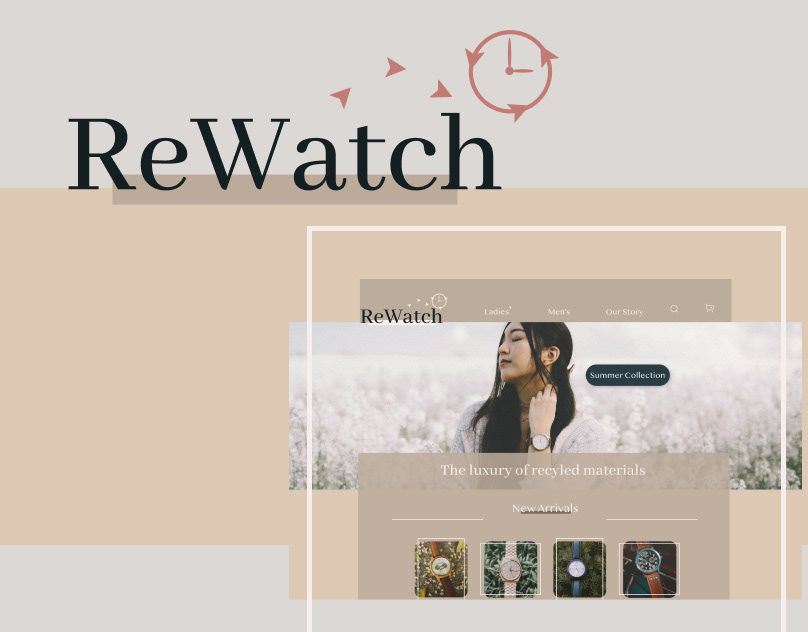 ReWatch
ReWatch Ladies' Men's Our Story
Summer Collection
The luxury of recyled materials
New Arrivals